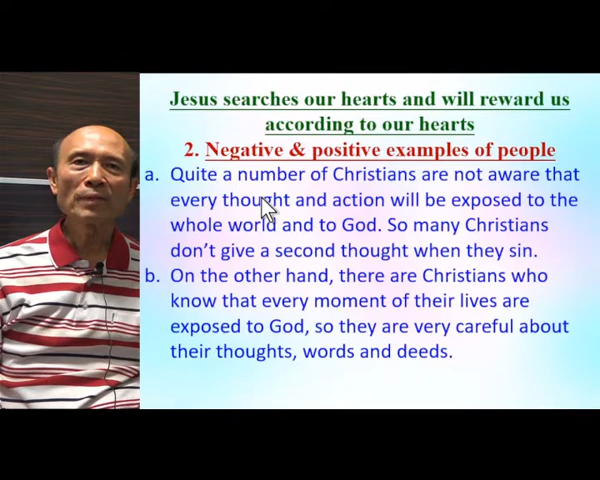 Jesus searches our hearts and will reward us
according to our hearts
2. Negative & positive examples of people
a. Quite a number of Christians are not aware that
every thought and action will be exposed to the
whole world and to God. So many Christians
don’t give a second thought when they sin.
b. On the other hand, there are Christians who
know that every moment of their lives are
exposed to God, so they are very careful about
their thoughts, words and deeds.